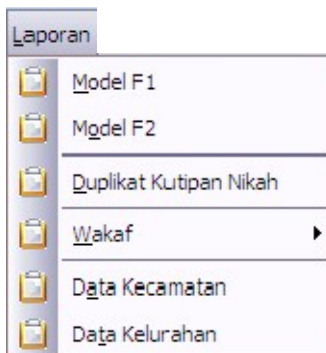 Laporan
Model F1
Model F2
Duplikat Kutipan Nikah
Wakaf
Data Kecamatan
Data Kelurahan